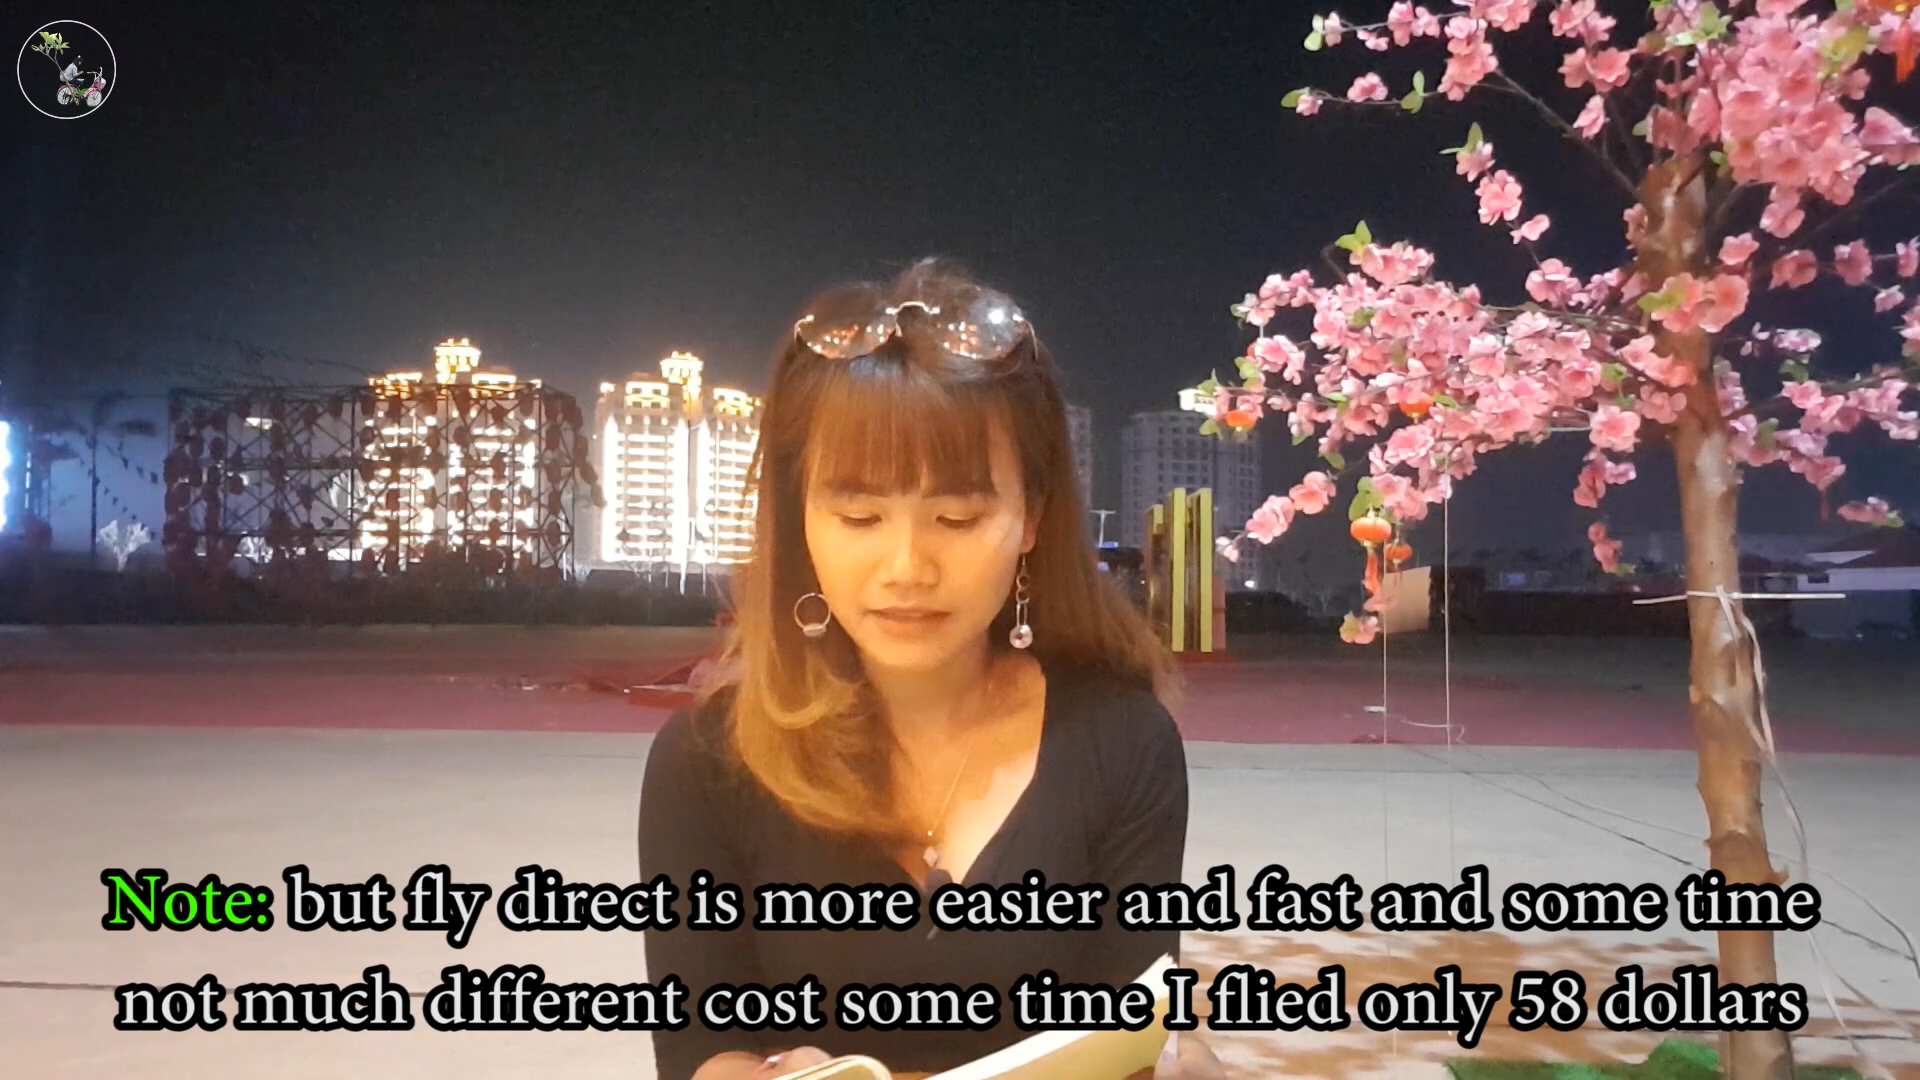 Note: but fly direct is more easier and fast and some time
not much different cost some time I flied only 58 dollars